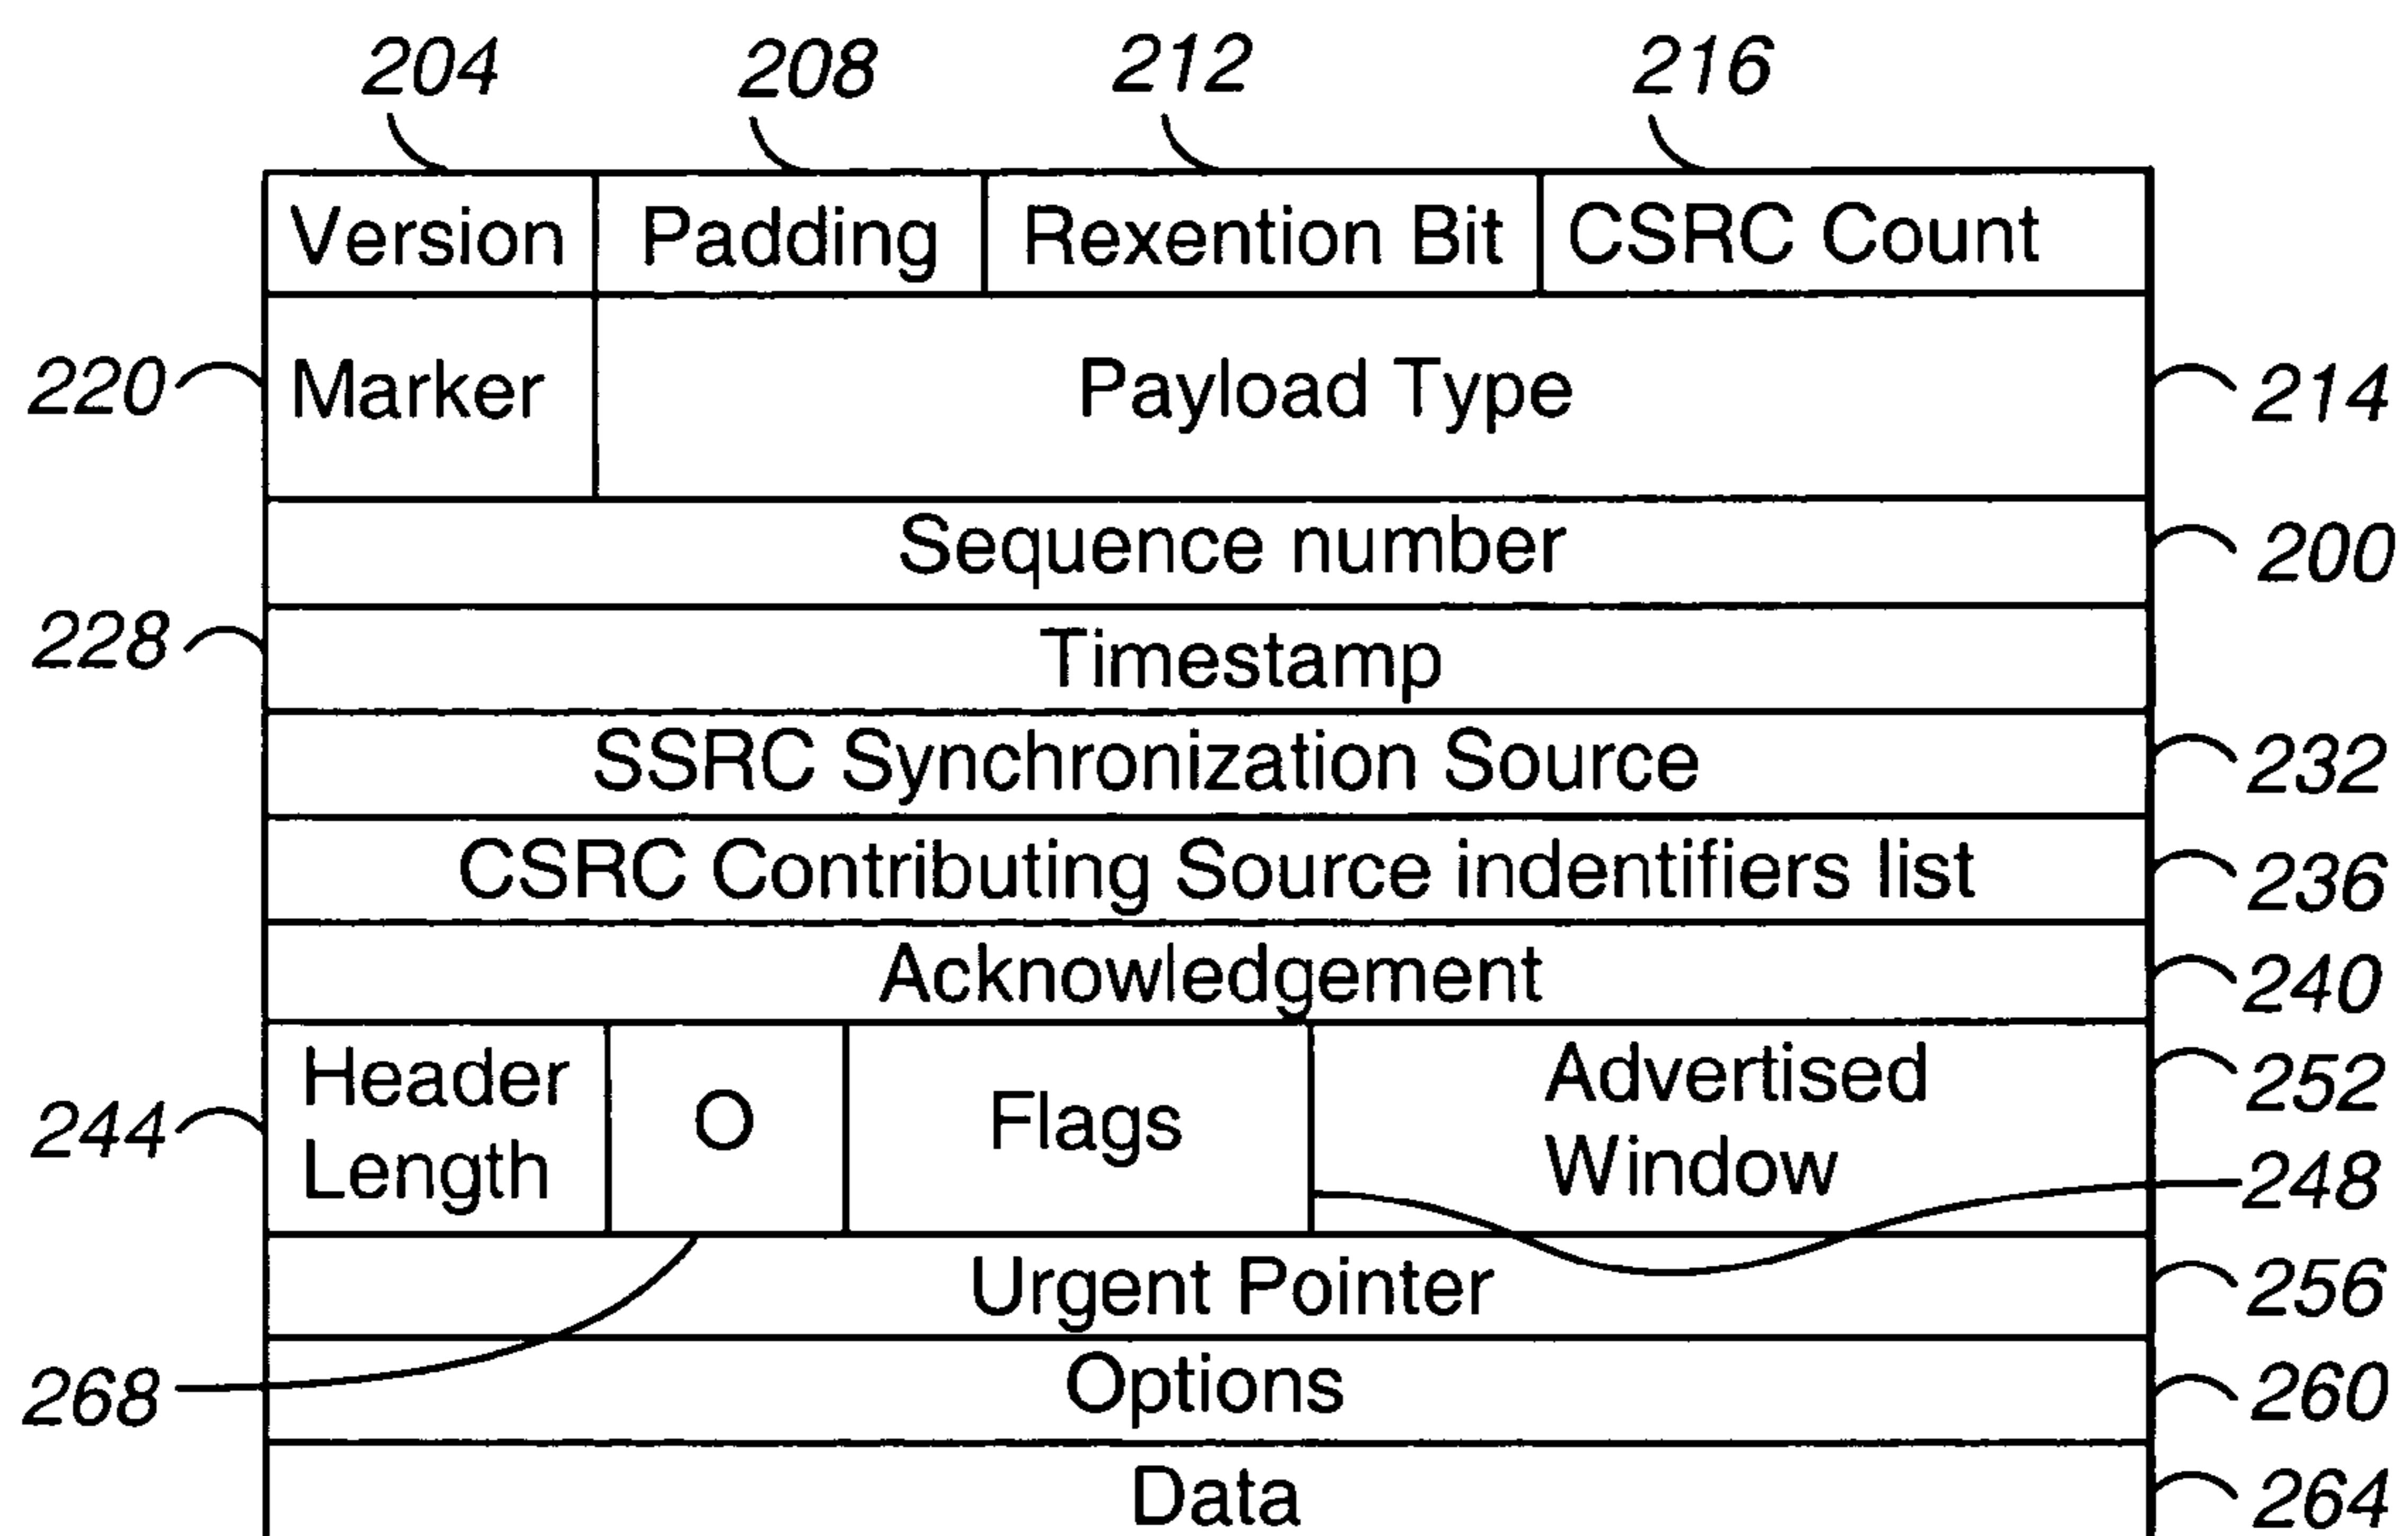 204 208 212 216
Version Padding Rexention Bit CSRC Count
220 Marker Payload Type 214
Sequence number 200
228 Timestamp
SSRC Synchronization Source 232
CSRC Contributing Source indentifiers list 236
Acknowledgement 240
Header Advertised 252
244 O Flags
Length Window 248
Urgent Pointer 256
268 Options 260
Data 264